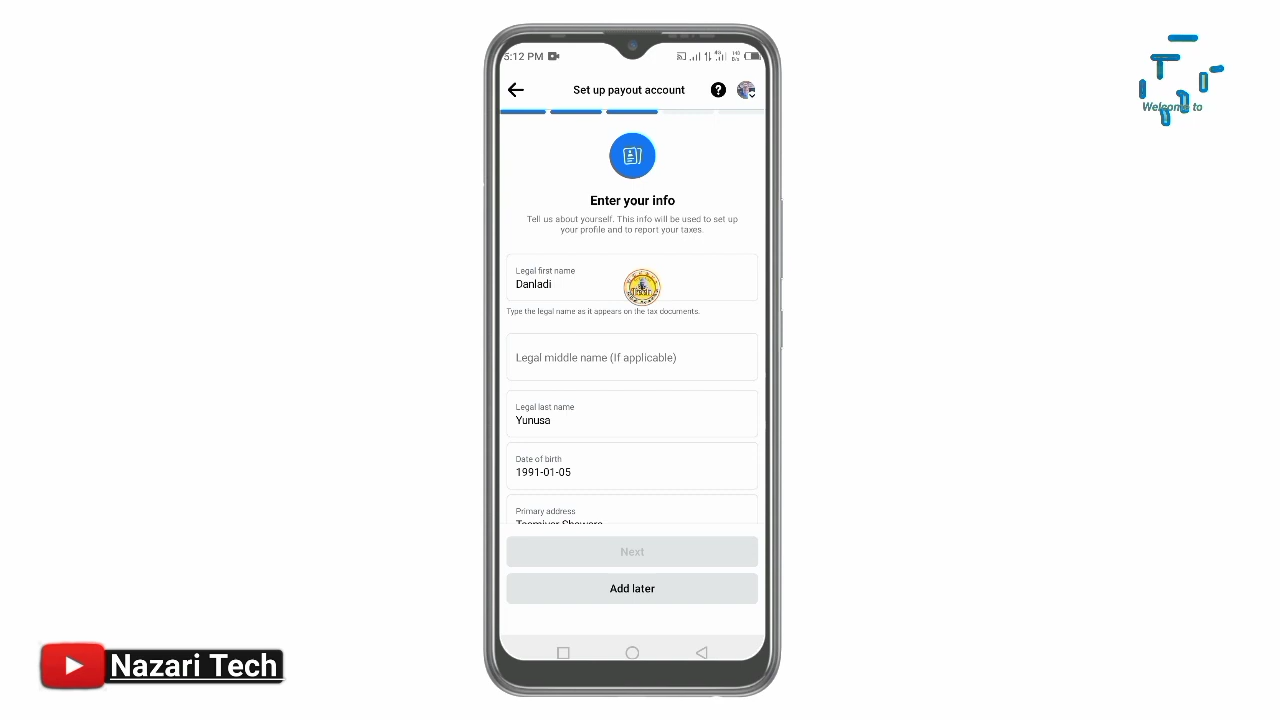 5:12 PM
Set up payout account
Welcome to
Enter your info
Tell us about yourself. This info will be used to set up
your profile and to report your taxes.
Legal first name
Danladi
Tech
Type the legal name as it appears on the tax documents.
Legal middle name (If applicable)
Legal last name
Yunusa
Date of birth
1991-01-05
Primary address
Next
Add later
Nazari Tech